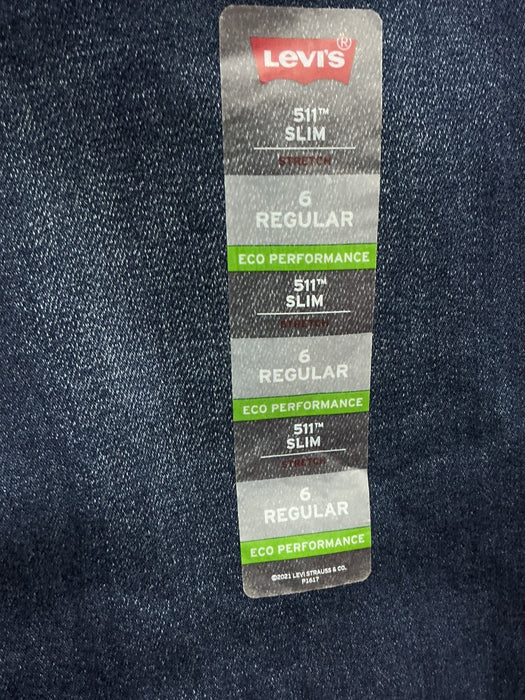 Levi's ®
511™
SLIM
STRETCH
6
REGULAR
ECO PERFORMANCE
511™
SLIM
STRETCH
6
REGULAR
ECO PERFORMANCE
511™
SLIM
STRETCH
6
REGULAR
ECO PERFORMANCE
©2021 LEVI STRAUSS & CO.
P1617